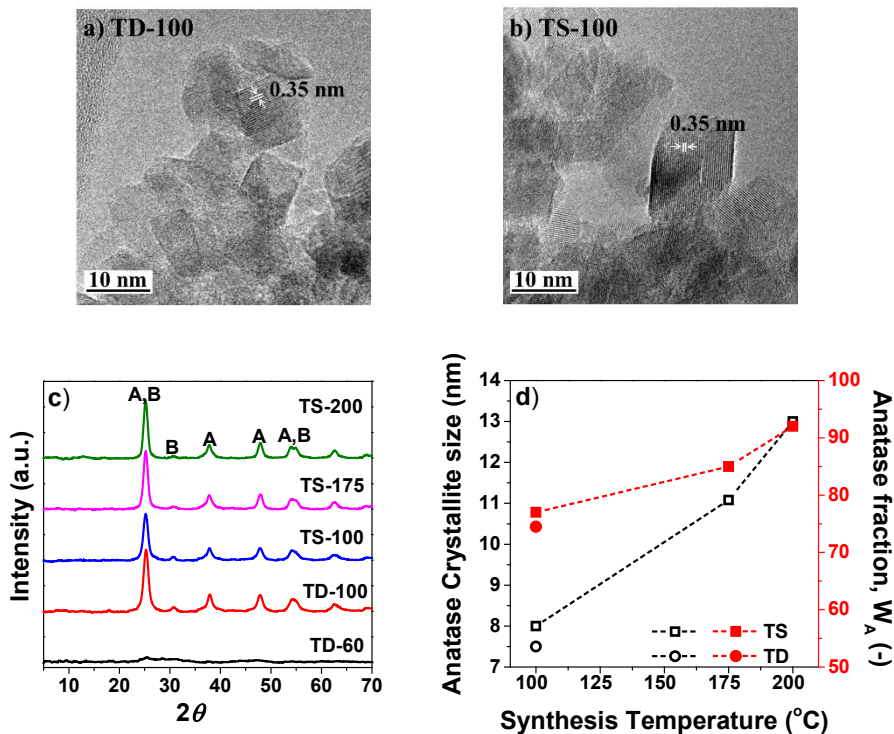 a) TD-100
0.35 nm
10 nm
b) TS-100
0.35 nm
10 nm
c)
A,B
B
A
A
A,B
TS-200
TS-175
TS-100
TD-100
TD-60
Intensity (a.u.)
5 10 20 30 40 50 60 70
2θ
d)
Anatase Crystallite size (nm)
14
13
12
11
10
9
8
7
100
90
80
70
60
50
Anatase fraction, W_A (-)
TS
TD
100 125 150 175 200
Synthesis Temperature (°C)